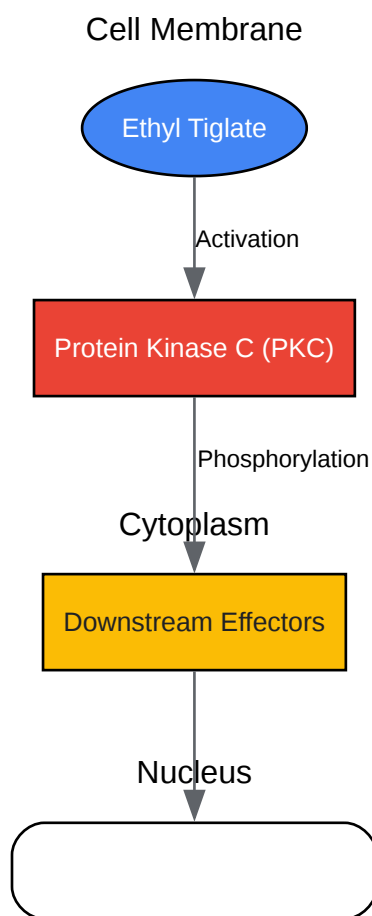 Cell Membrane
Ethyl Tiglate
Activation
Protein Kinase C (PKC)
Phosphorylation
Cytoplasm
Downstream Effectors
Nucleus